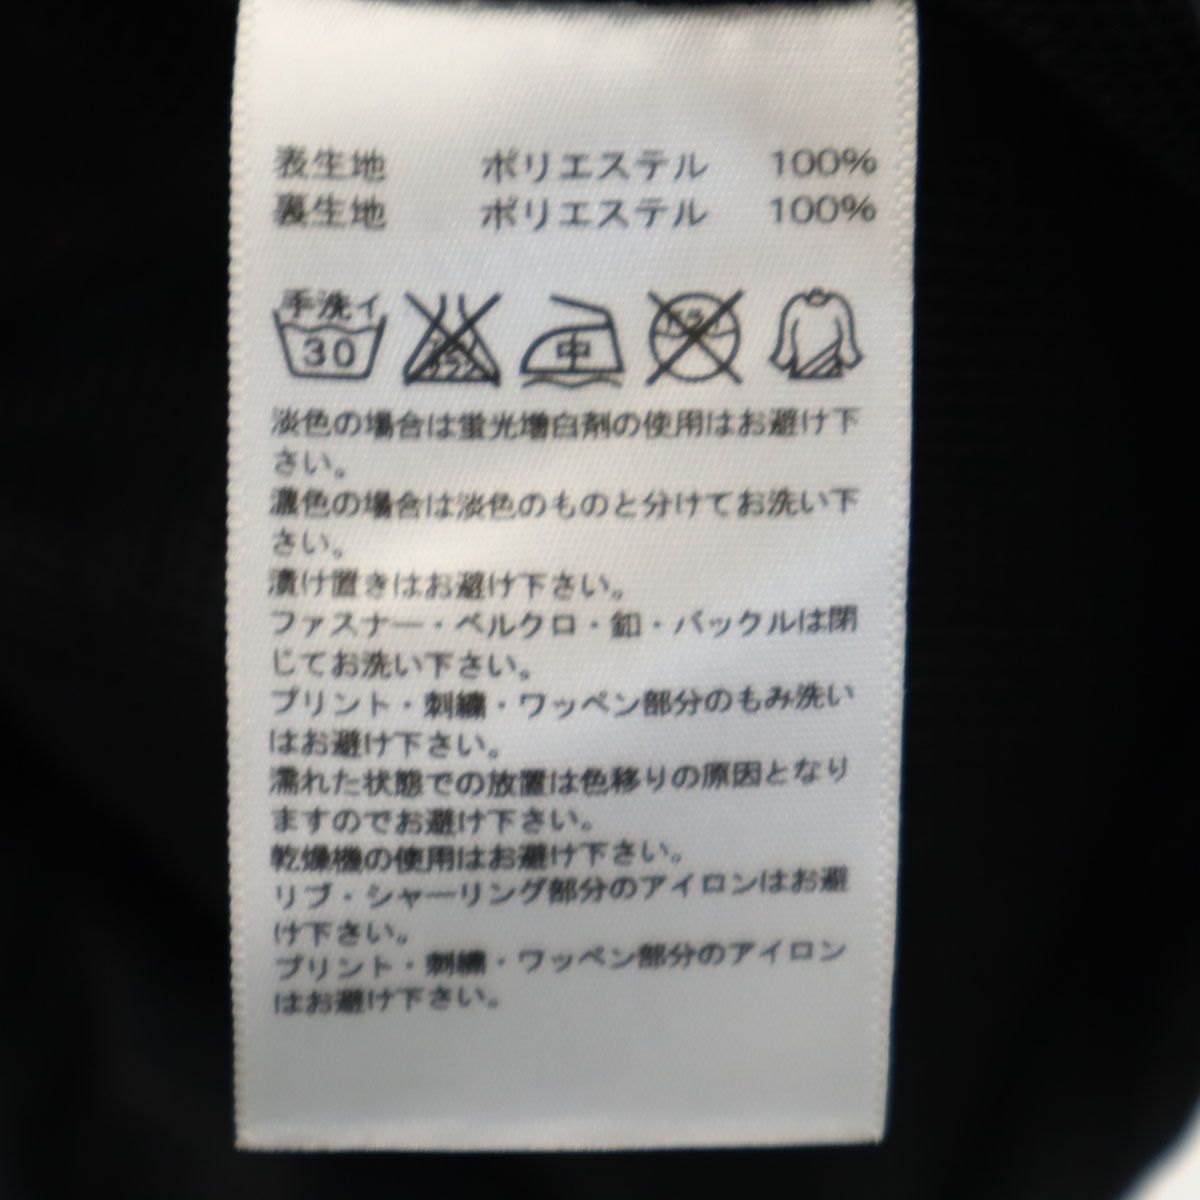 表生地 ポリエステル 100%
裏生地 ポリエステル 100%
手洗イ
30
中
淡色の場合は蛍光増白剤の使用はお避け下
さい。
濃色の場合は淡色のものと分けてお洗い下
さい。
漬け置きはお避け下さい。
ファスナー・ベルクロ・釦・バックルは閉
じてお洗い下さい。
プリント・刺繍・ワッペン部分のもみ洗い
はお避け下さい。
濡れた状態での放置は色移りの原因となり
ますのでお避け下さい。
乾燥機の使用はお避け下さい。
リブ・シャーリング部分のアイロンはお避
け下さい。
プリント・刺繍・ワッペン部分のアイロン
はお避け下さい。